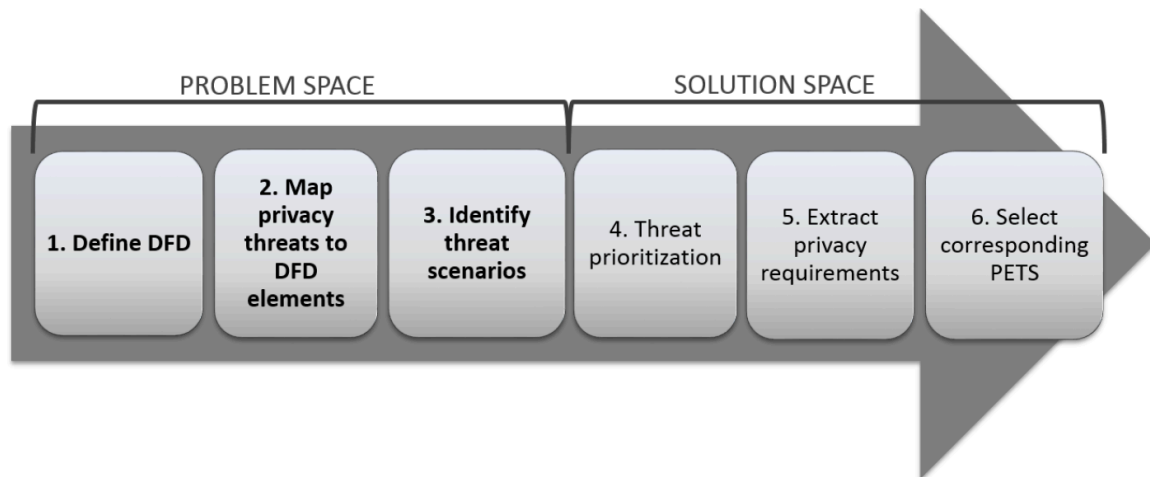 PROBLEM SPACE
SOLUTION SPACE
1. Define DFD
2. Map
privacy
threats to
DFD
elements
3. Identify
threat
scenarios
4. Threat
prioritization
5. Extract
privacy
requirements
6. Select
corresponding
PETS